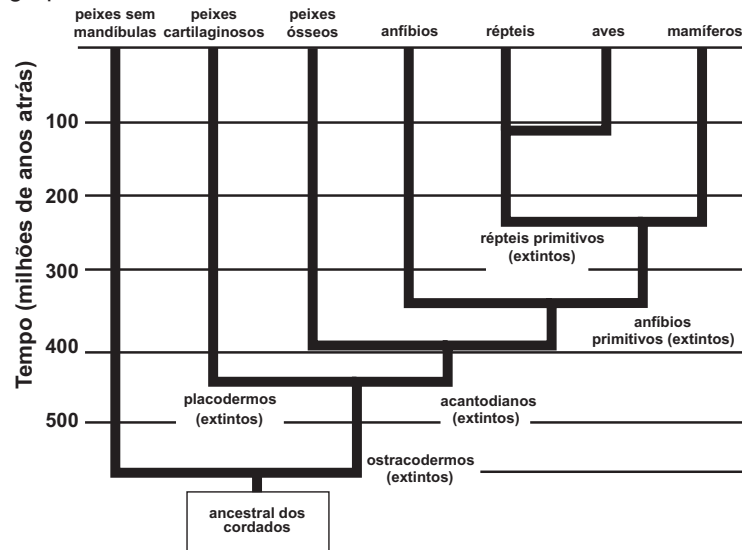 peixes sem
mandíbulas
peixes
cartilaginosos
peixes
ósseos
anfíbios
répteis
aves
mamíferos
Tempo (milhões de anos atrás)
100
200
répteis primitivos
(extintos)
300
anfíbios
primitivos (extintos)
400
placodermos
(extintos)
acantodianos
(extintos)
500
ostracodermos
(extintos)
ancestral dos
cordados